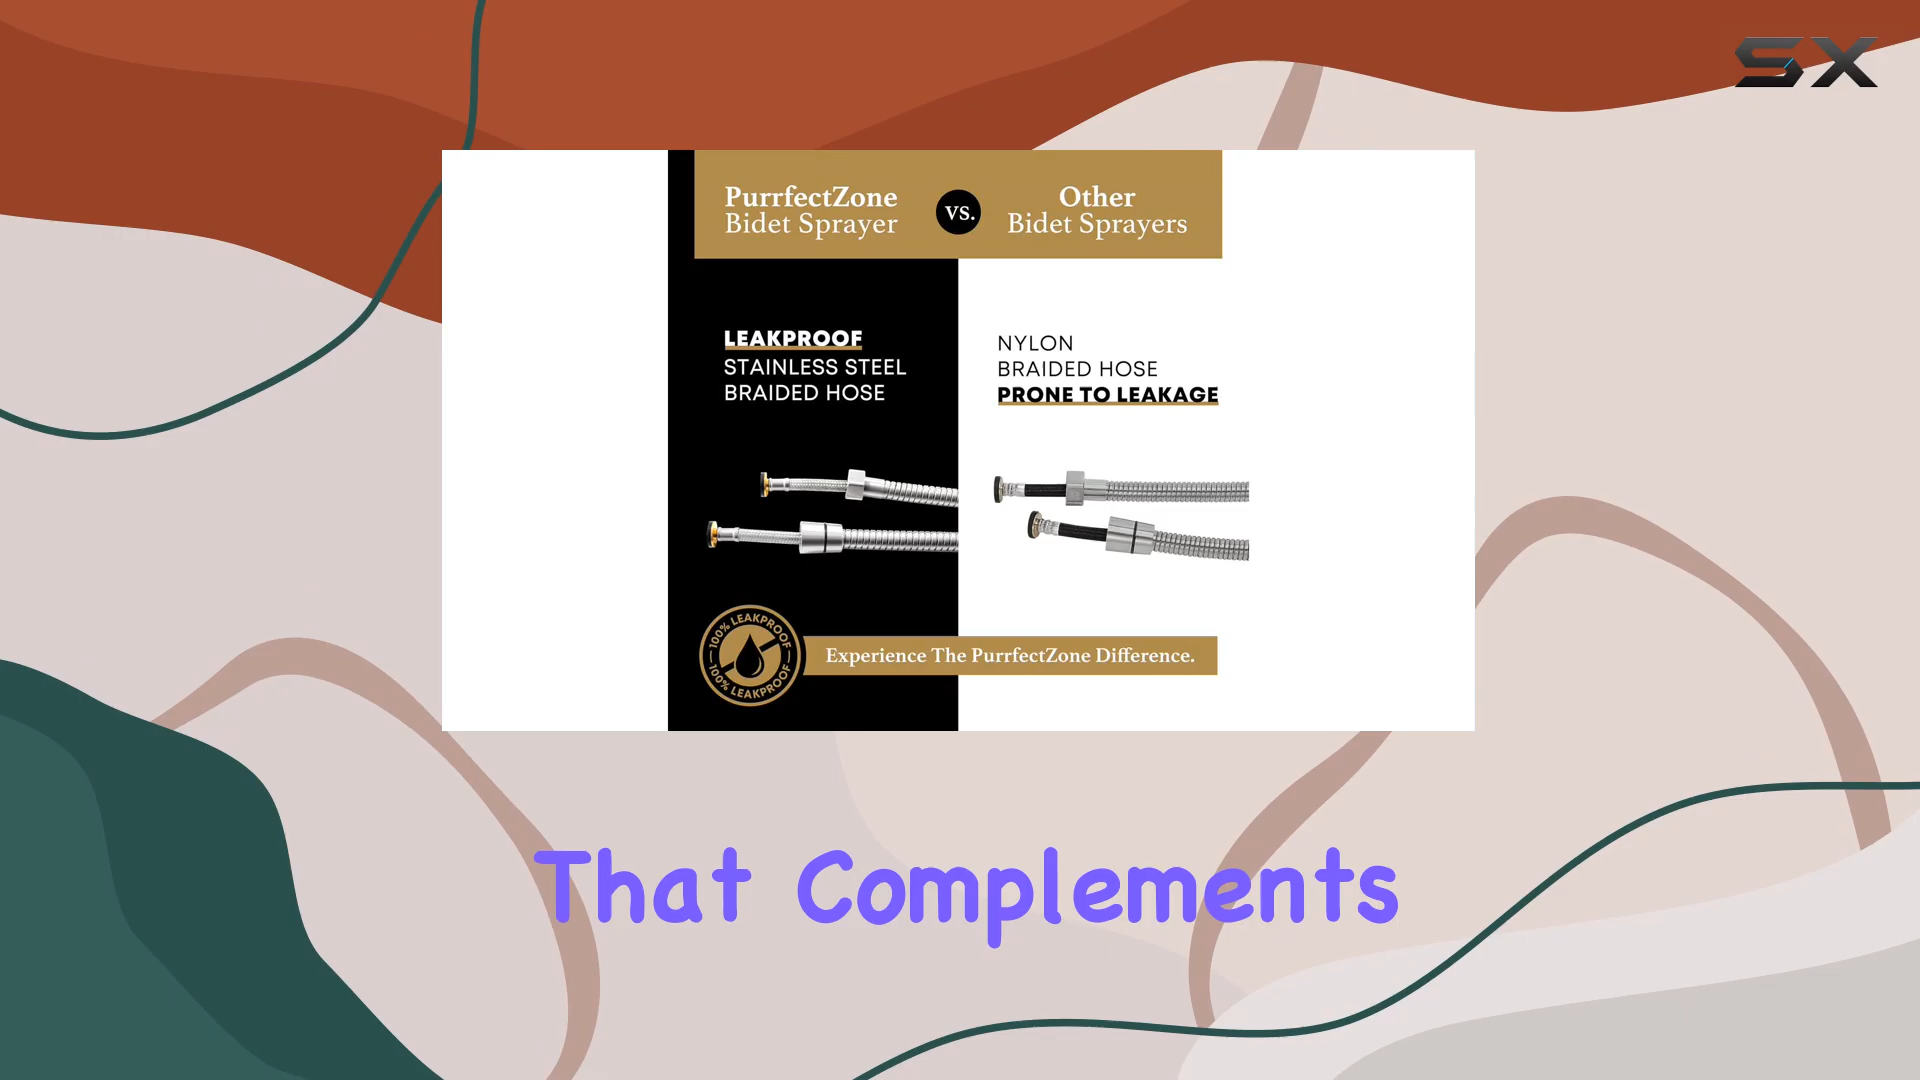 SX
PurrfectZone
Bidet Sprayer
VS.
Other
Bidet Sprayers
LEAKPROOF
STAINLESS STEEL
BRAIDED HOSE
NYLON
BRAIDED HOSE
PRONE TO LEAKAGE
100% LEAKPROOF
100% LEAKPROOF
Experience The PurrfectZone Difference.
That Complements